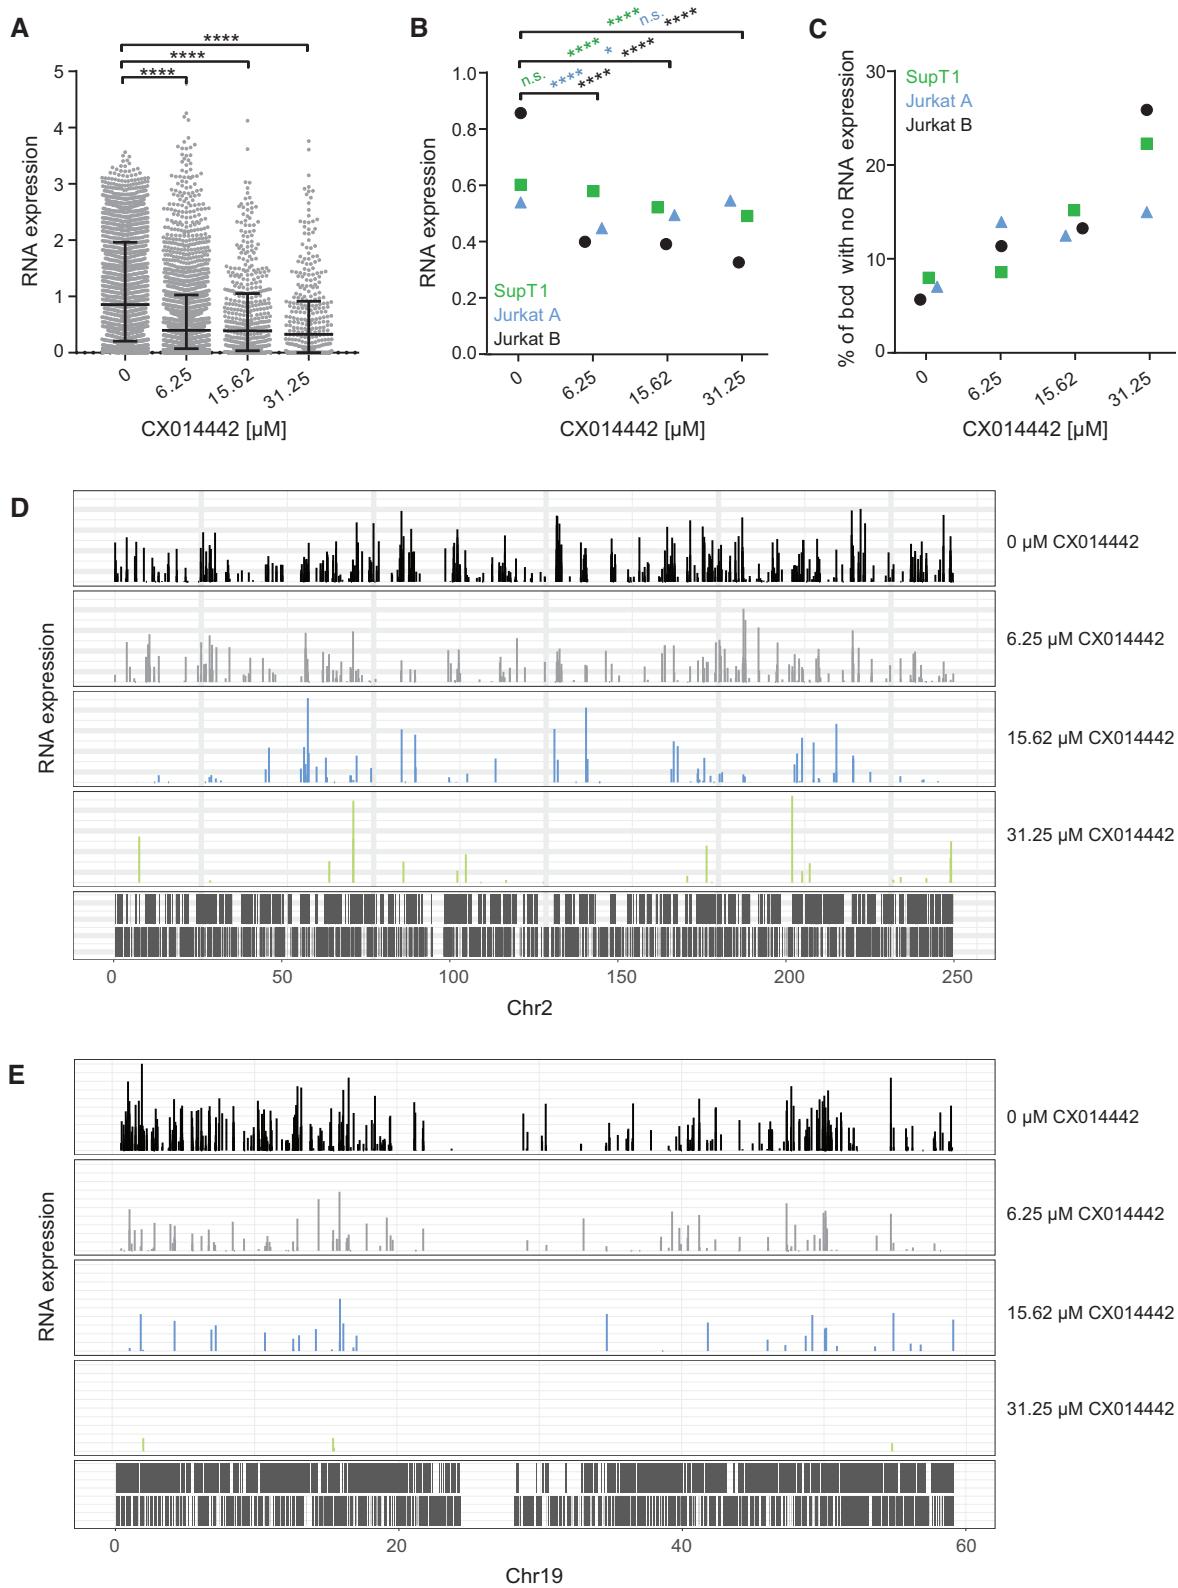 A
****
****
****
RNA expression
5
4
3
2
1
0
0
6.25
15.62
31.25
CX014442 [µM]
B
**** n.s. ****
**** * ****
n.s. **** ****
RNA expression
1.0
0.8
0.6
0.4
0.2
0.0
SupT1
Jurkat A
Jurkat B
0
6.25
15.62
31.25
CX014442 [µM]
C
% of bcd with no RNA expression
30
20
10
0
SupT1
Jurkat A
Jurkat B
0
6.25
15.62
31.25
CX014442 [µM]
D
RNA expression
0 µM CX014442
6.25 µM CX014442
15.62 µM CX014442
31.25 µM CX014442
0 50 100 150 200 250
Chr2
E
RNA expression
0 µM CX014442
6.25 µM CX014442
15.62 µM CX014442
31.25 µM CX014442
0 20 40 60
Chr19